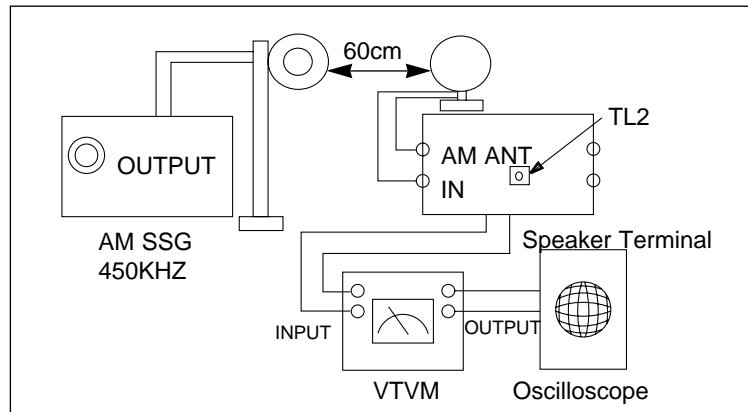 60cm
TL2
OUTPUT
AM ANT
IN
AM SSG
450KHZ
Speaker Terminal
INPUT
OUTPUT
VTVM
Oscilloscope